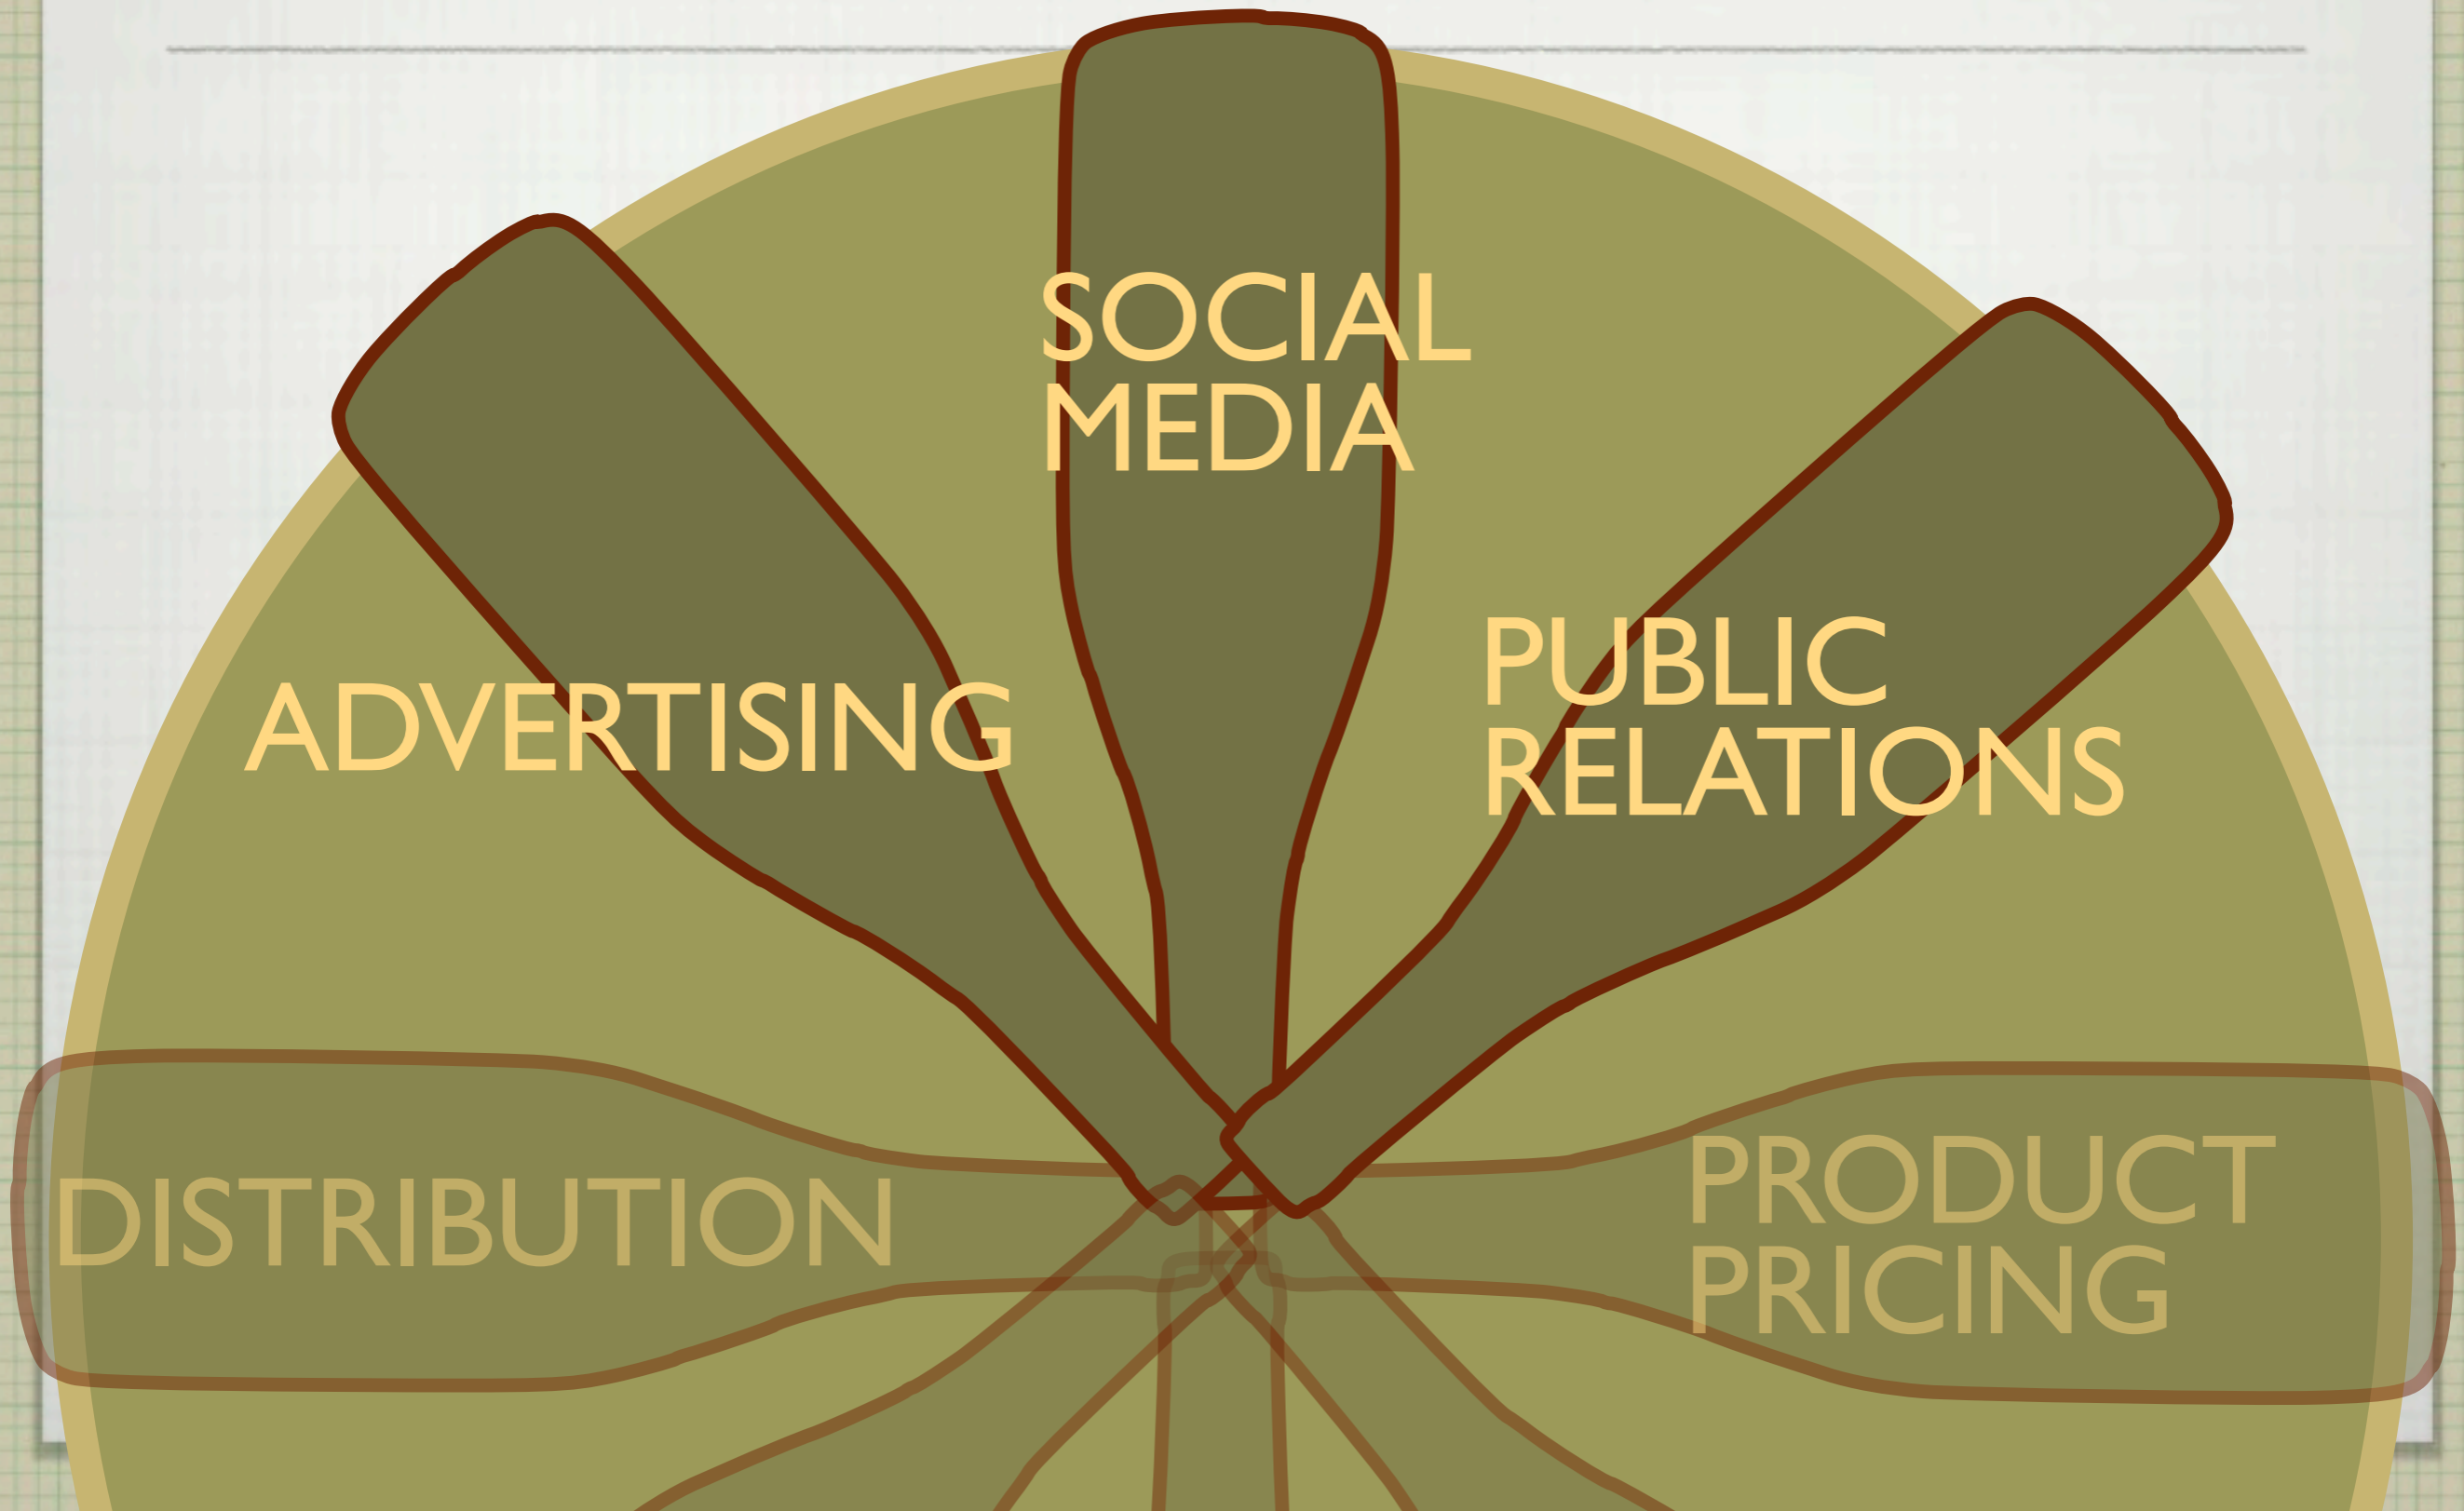 SOCIAL
MEDIA
PUBLIC
RELATIONS
ADVERTISING
DISTRIBUTION
PRODUCT
PRICING